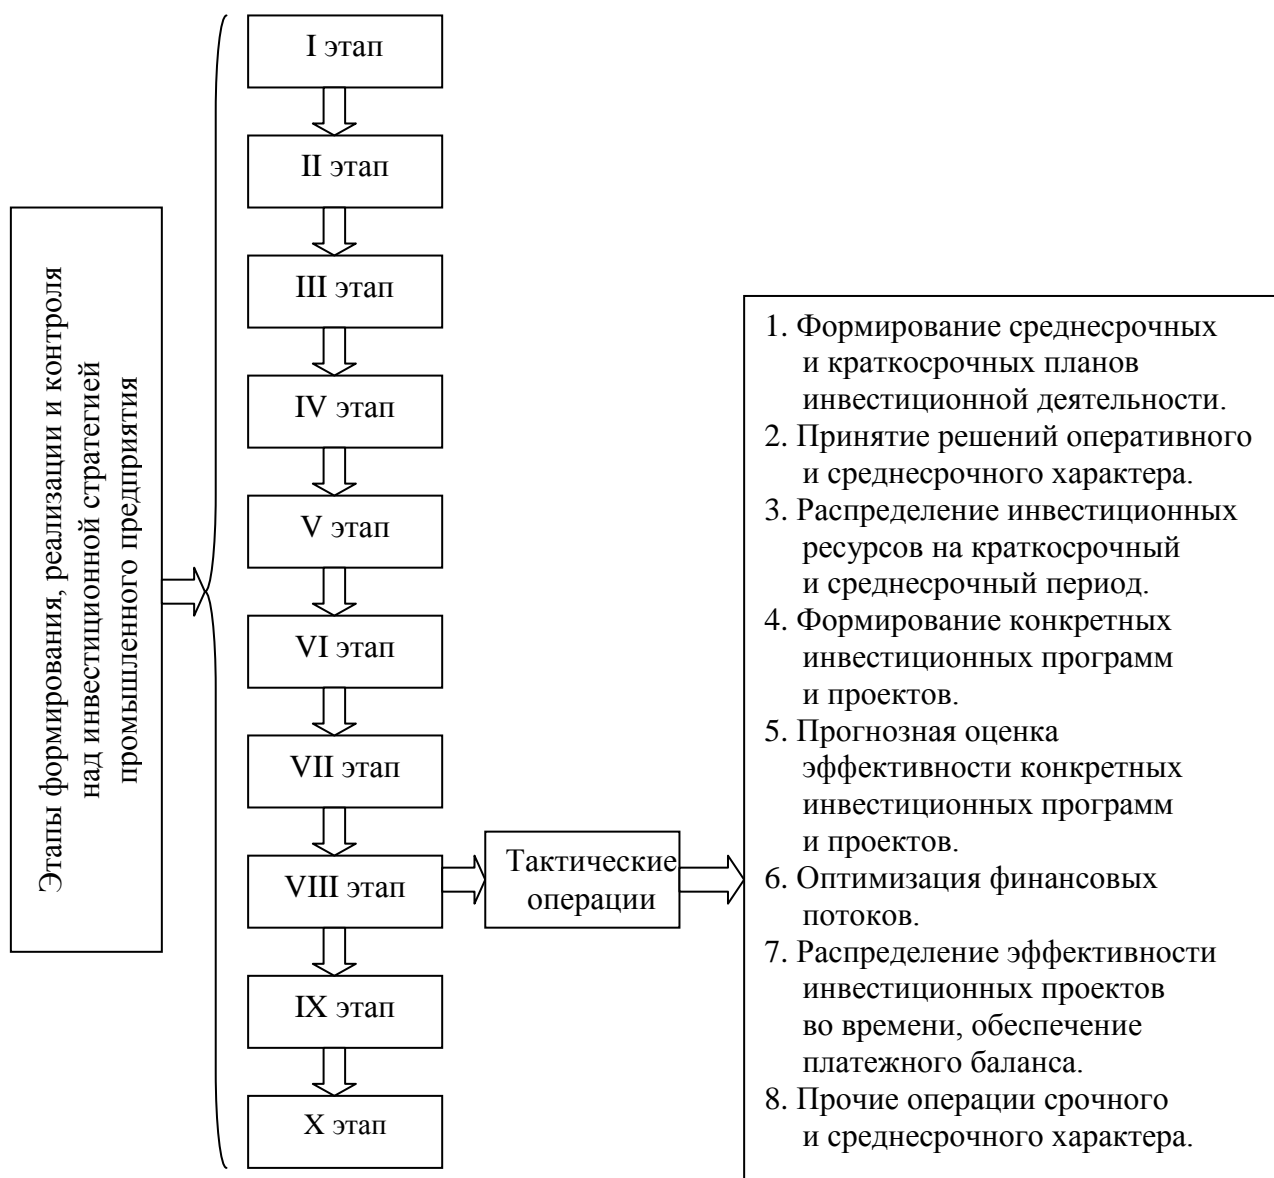 Этапы формирования, реализации и контроля
над инвестиционной стратегией
промышленного предприятия
I этап
II этап
III этап
IV этап
V этап
VI этап
VII этап
VIII этап
IX этап
X этап
Тактические
операции
1. Формирование среднесрочных
и краткосрочных планов
инвестиционной деятельности.
2. Принятие решений оперативного
и среднесрочного характера.
3. Распределение инвестиционных
ресурсов на краткосрочный
и среднесрочный период.
4. Формирование конкретных
инвестиционных программ
и проектов.
5. Прогнозная оценка
эффективности конкретных
инвестиционных программ
и проектов.
6. Оптимизация финансовых
потоков.
7. Распределение эффективности
инвестиционных проектов
во времени, обеспечение
платежного баланса.
8. Прочие операции срочного
и среднесрочного характера.